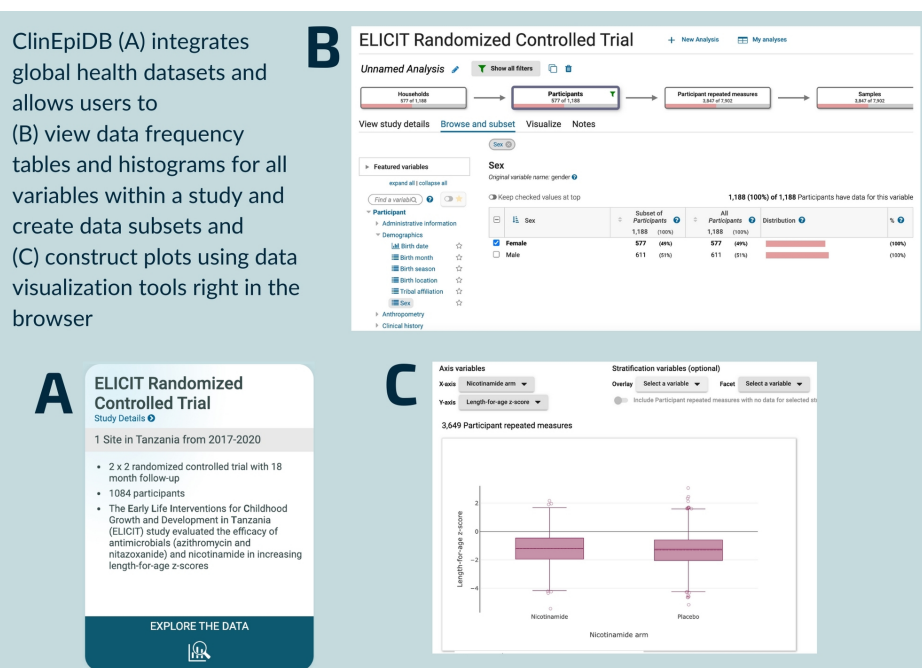 ClinEpiDB (A) integrates
global health datasets and
allows users to
(B) view data frequency
tables and histograms for all
variables within a study and
create data subsets and
(C) construct plots using data
visualization tools right in the
browser
B
ELICIT Randomized Controlled Trial
+ New Analysis
My analyses
Unnamed Analysis
Show all filters
Households
577 of 1,188
Participants
577 of 1,188
Participant repeated measures
3,847 of 7,902
Samples
3,847 of 7,902
View study details Browse and subset Visualize Notes
Sex
Featured variables
expand all | collapse all
Find a variabl
Participant
Administrative information
Demographics
Birth date
Birth month
Birth season
Birth location
Tribal affiliation
Sex
Anthropometry
Clinical history
Sex
Original variable name: gender
Keep checked values at top
1,188 (100%) of 1,188 Participants have data for this variable
Sex
Subset of Participants
1,188 (100%)
All Participants
1,188 (100%)
Distribution
%
Female 577 (49%) 577 (49%) (100%)
Male 611 (51%) 611 (51%) (100%)
A
ELICIT Randomized
Controlled Trial
Study Details
1 Site in Tanzania from 2017-2020
• 2 x 2 randomized controlled trial with 18
month follow-up
• 1084 participants
• The Early Life Interventions for Childhood
Growth and Development in Tanzania
(ELICIT) study evaluated the efficacy of
antimicrobials (azithromycin and
nitazoxanide) and nicotinamide in increasing
length-for-age z-scores
EXPLORE THE DATA
C
Axis variables
X-axis Nicotinamide arm
Y-axis Length-for-age z-score
Stratification variables (optional)
Overlay Select a variable Facet Select a variable
Include Participant repeated measures with no data for selected str
3,649 Participant repeated measures
Length-for-age z-score
2
0
−2
−4
Nicotinamide
Placebo
Nicotinamide arm